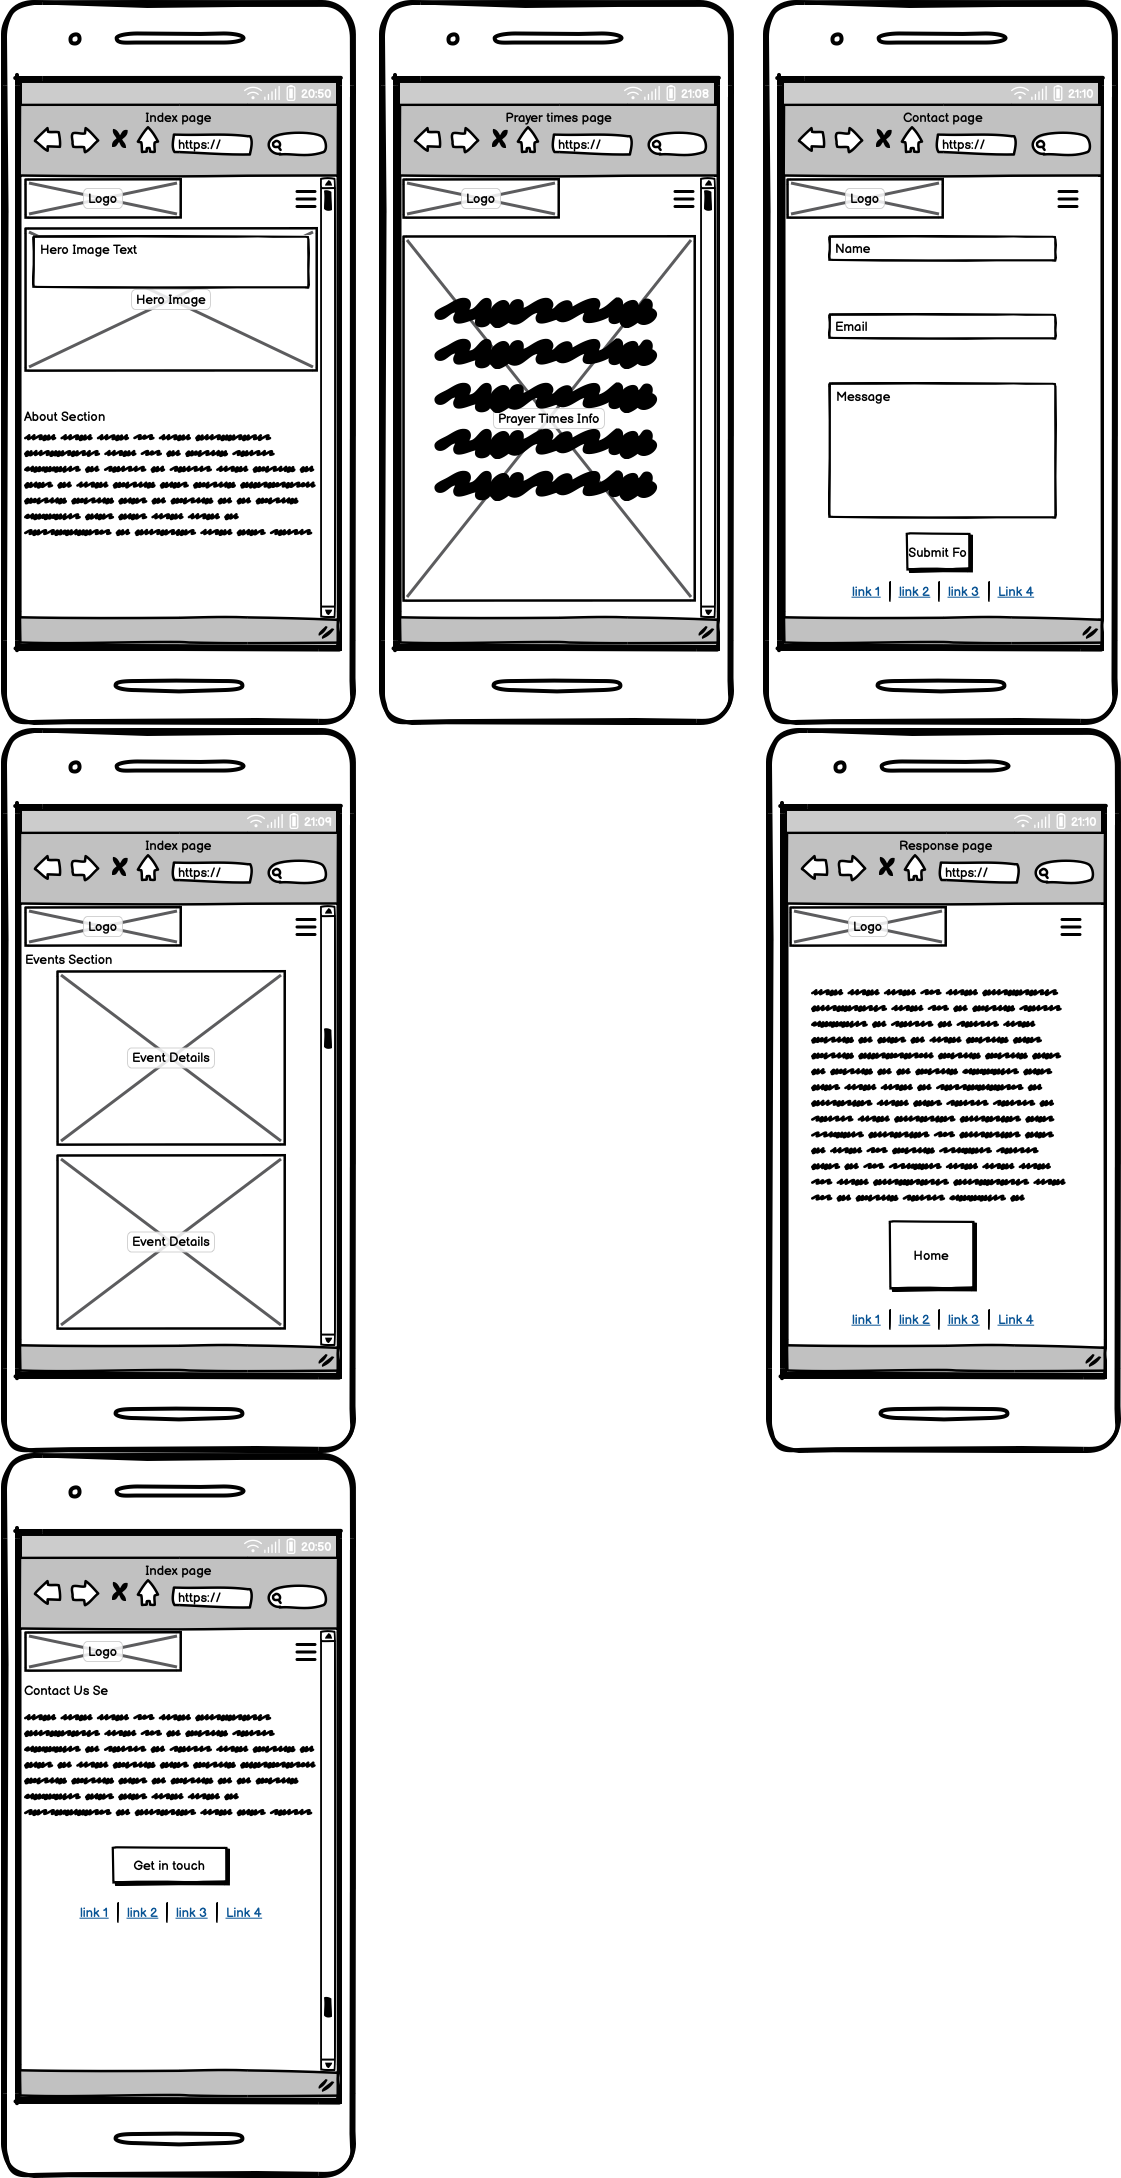 20:50
Index page
https://
Logo
Hero Image Text
Hero Image
About Section
21:08
Prayer times page
https://
Logo
Prayer Times Info
21:10
Contact page
https://
Logo
Name
Email
Message
Submit Fo
link 1 link 2 link 3 Link 4
21:09
Index page
https://
Logo
Events Section
Event Details
Event Details
21:10
Response page
https://
Logo
Home
link 1 link 2 link 3 Link 4
20:50
Index page
https://
Logo
Contact Us Se
Get in touch
link 1 link 2 link 3 Link 4